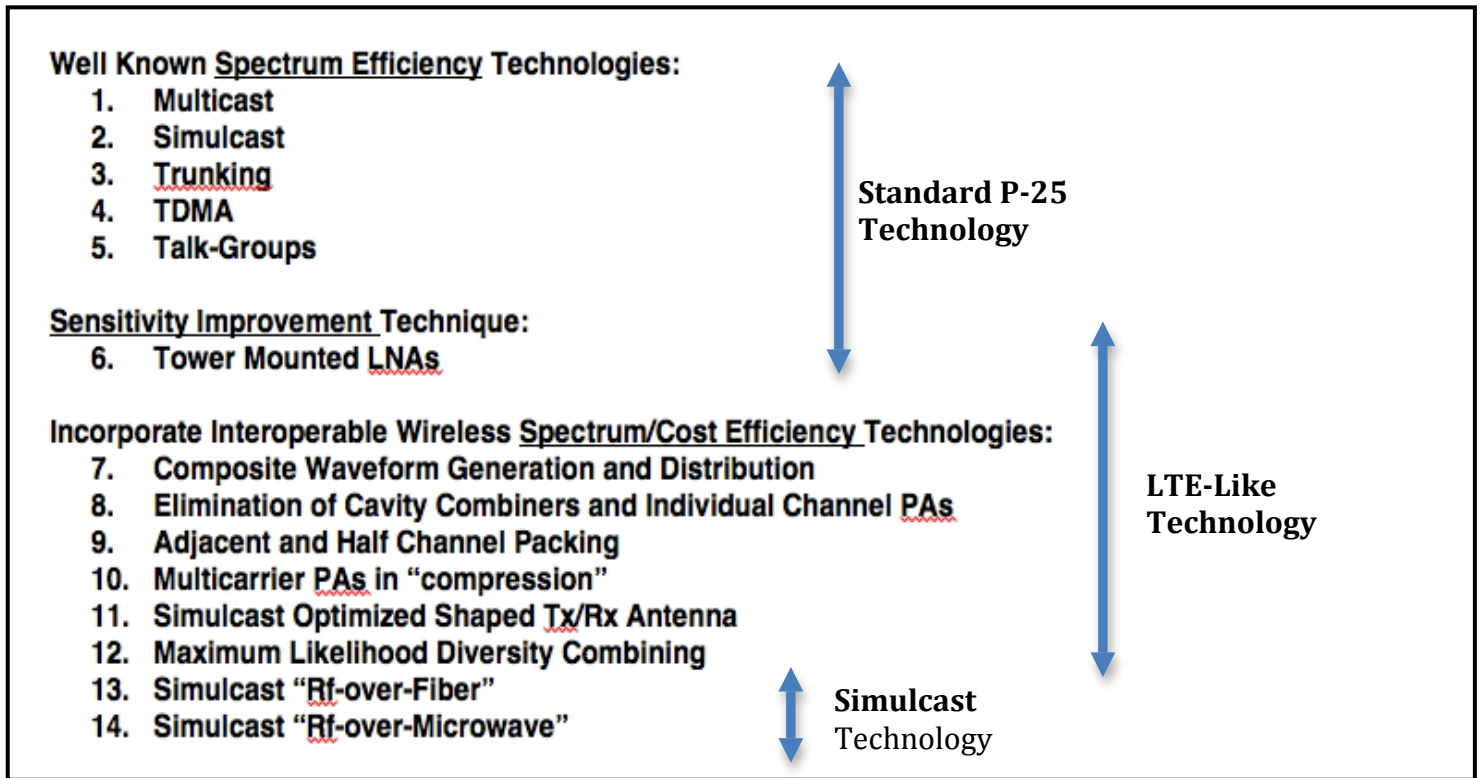 Well Known Spectrum Efficiency Technologies:
1. Multicast
2. Simulcast
3. Trunking
4. TDMA
5. Talk-Groups
Standard P-25
Technology
Sensitivity Improvement Technique:
6. Tower Mounted LNAs
Incorporate Interoperable Wireless Spectrum/Cost Efficiency Technologies:
7. Composite Waveform Generation and Distribution
8. Elimination of Cavity Combiners and Individual Channel PAs
9. Adjacent and Half Channel Packing
10. Multicarrier PAs in “compression”
11. Simulcast Optimized Shaped Tx/Rx Antenna
12. Maximum Likelihood Diversity Combining
13. Simulcast “Rf-over-Fiber”
14. Simulcast “Rf-over-Microwave”
LTE-Like
Technology
Simulcast
Technology